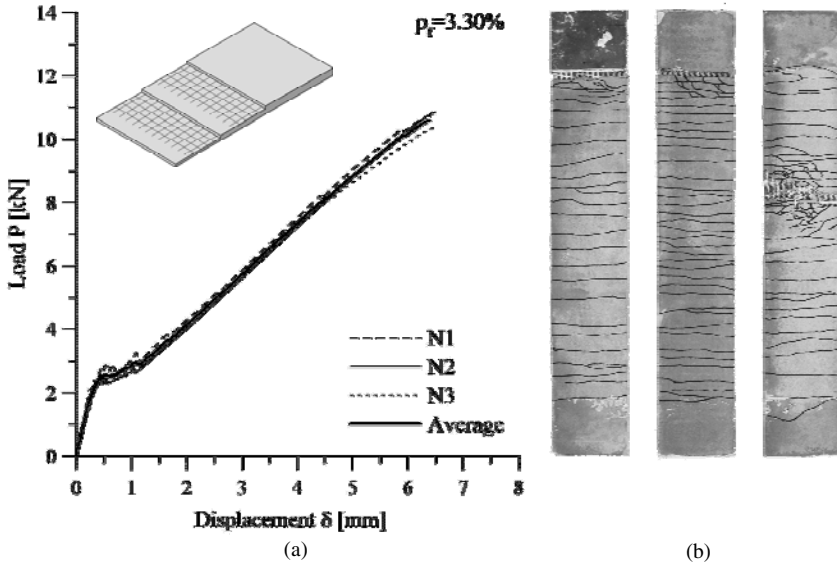 14
ρf=3.30%
12
10
8
6
4
2
0
Load P [kN]
N1
N2
N3
Average
0 1 2 3 4 5 6 7 8
Displacement δ [mm]
(a)
(b)